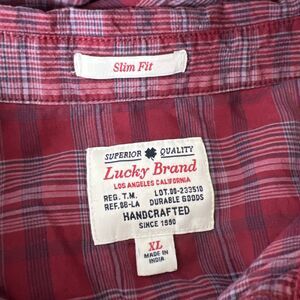 Slim Fit
SUPERIOR QUALITY
Lucky Brand
LOS ANGELES CALIFORNIA
REG. T.M. LOT.00-233510
REF.86-LA DURABLE GOODS
HANDCRAFTED
SINCE 1990
XL
MADE IN
INDIA